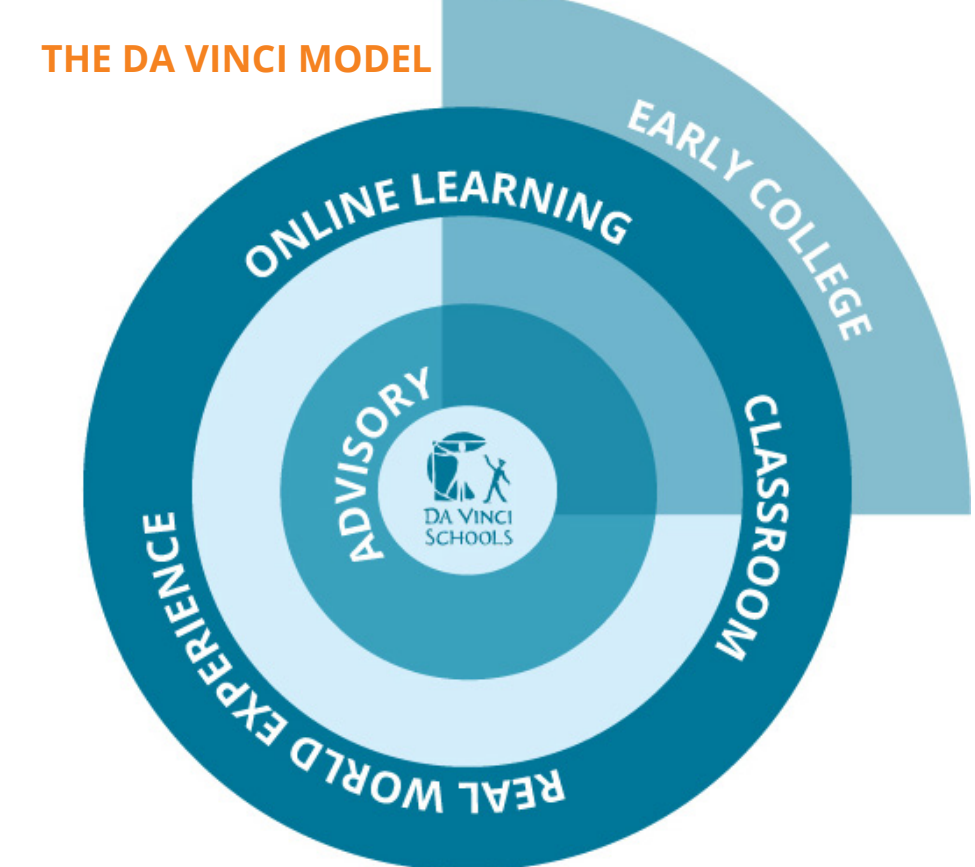 THE DA VINCI MODEL
EARLY COLLEGE
ONLINE LEARNING
CLASSROOM
REAL WORLD EXPERIENCE
ADVISORY
DA VINCI
SCHOOLS